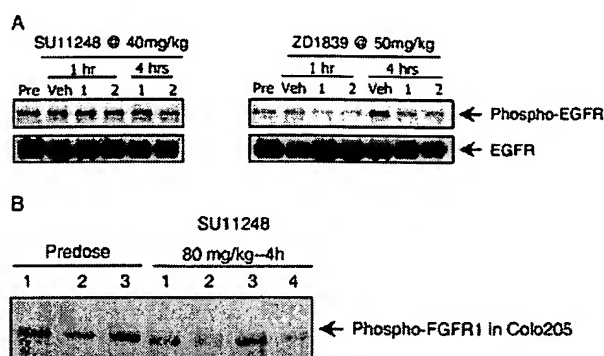 A
SU11248 @ 40mg/kg
1 hr 4 hrs
Pre Veh 1 2 1 2
ZD1839 @ 50mg/kg
1 hr 4 hrs
Pre Veh 1 2 Veh 1 2
Phospho-EGFR
EGFR
B
SU11248
Predose 80 mg/kg--4h
1 2 3 1 2 3 4
Phospho-FGFR1 in Colo205